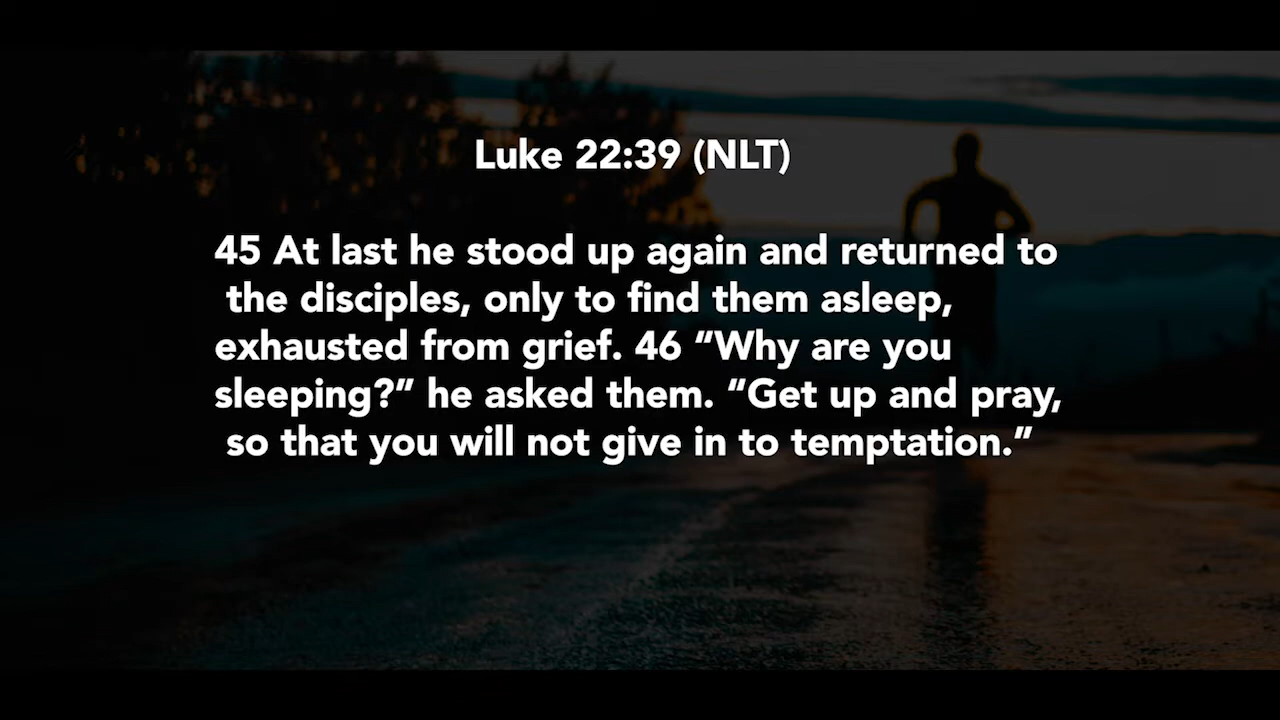 Luke 22:39 (NLT)
45 At last he stood up again and returned to
the disciples, only to find them asleep,
exhausted from grief. 46 “Why are you
sleeping?” he asked them. “Get up and pray,
so that you will not give in to temptation.”